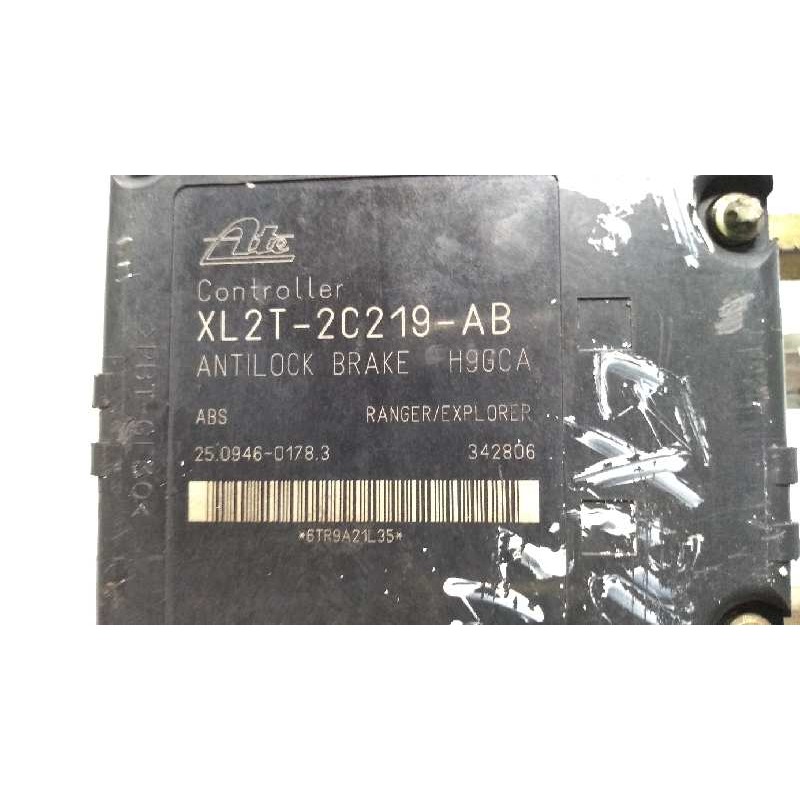 Ate
Controller
XL2T-2C219-AB
ANTILOCK BRAKE H9GCA
ABS RANGER/EXPLORER
25.0946-0178.3 342806
*6TR9A21L35*